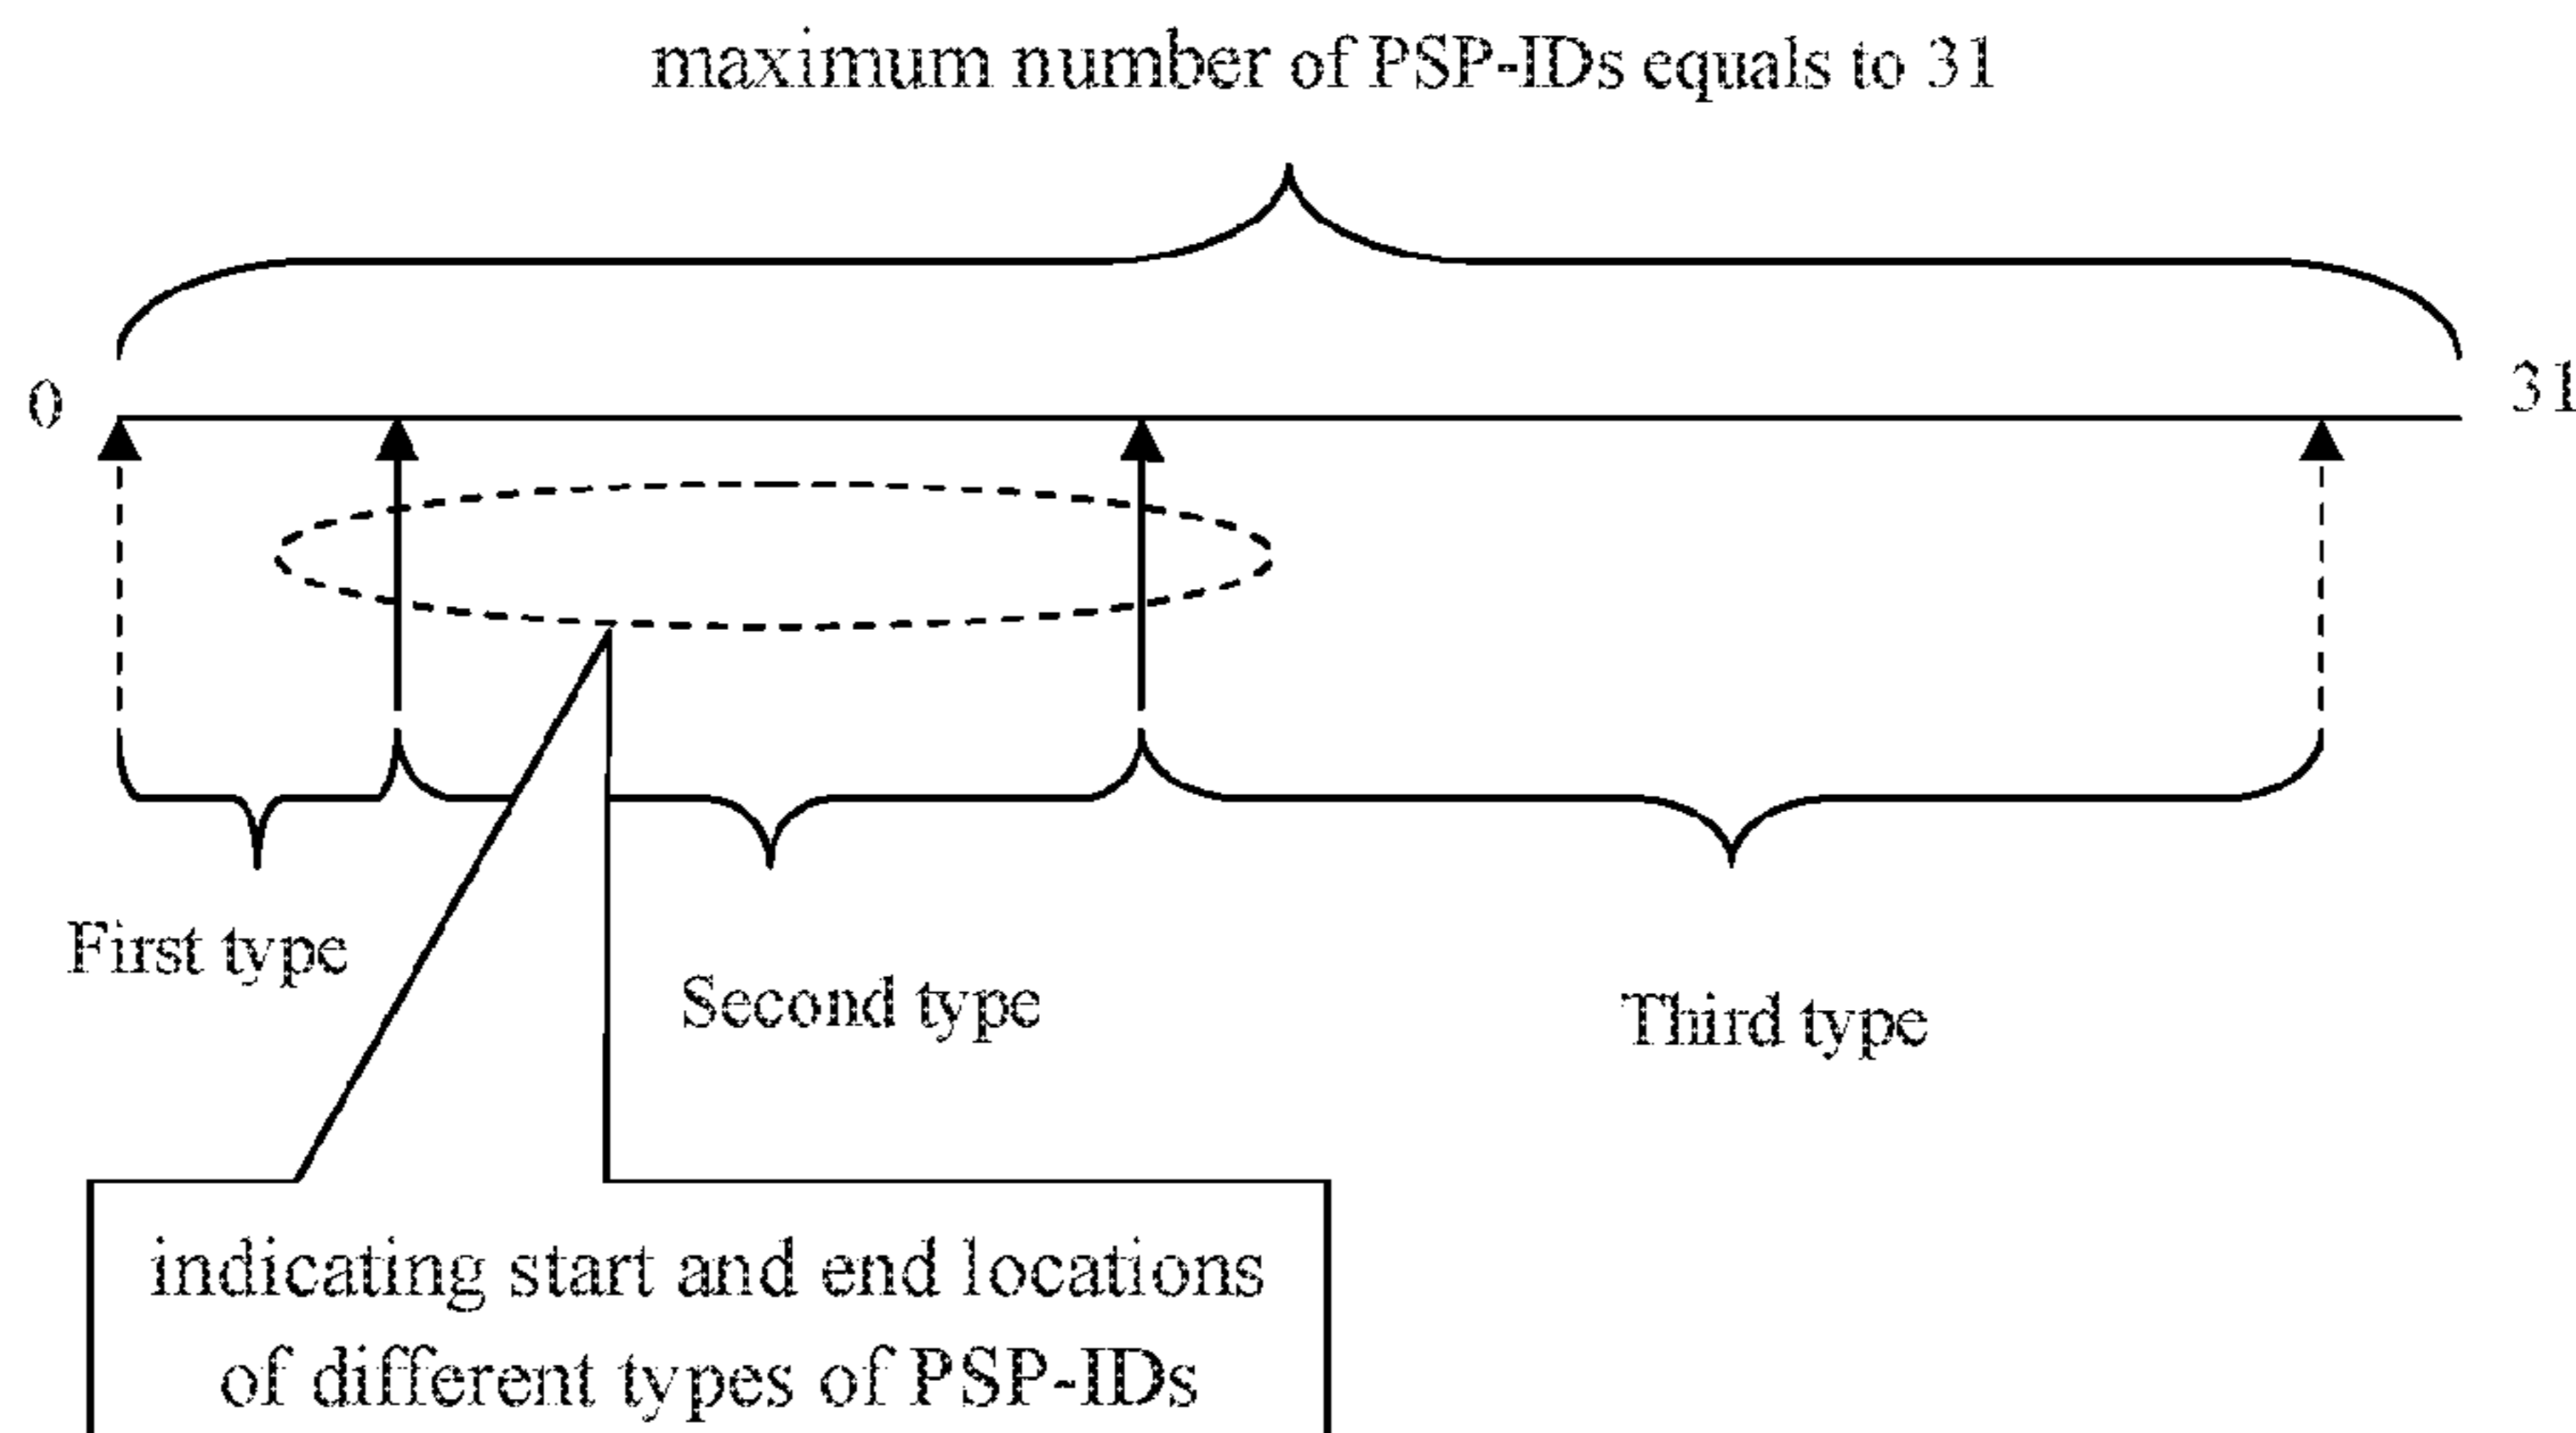 maximum number of PSP-IDs equals to 31
0
31
First type
Second type
Third type
indicating start and end locations
of different types of PSP-IDs